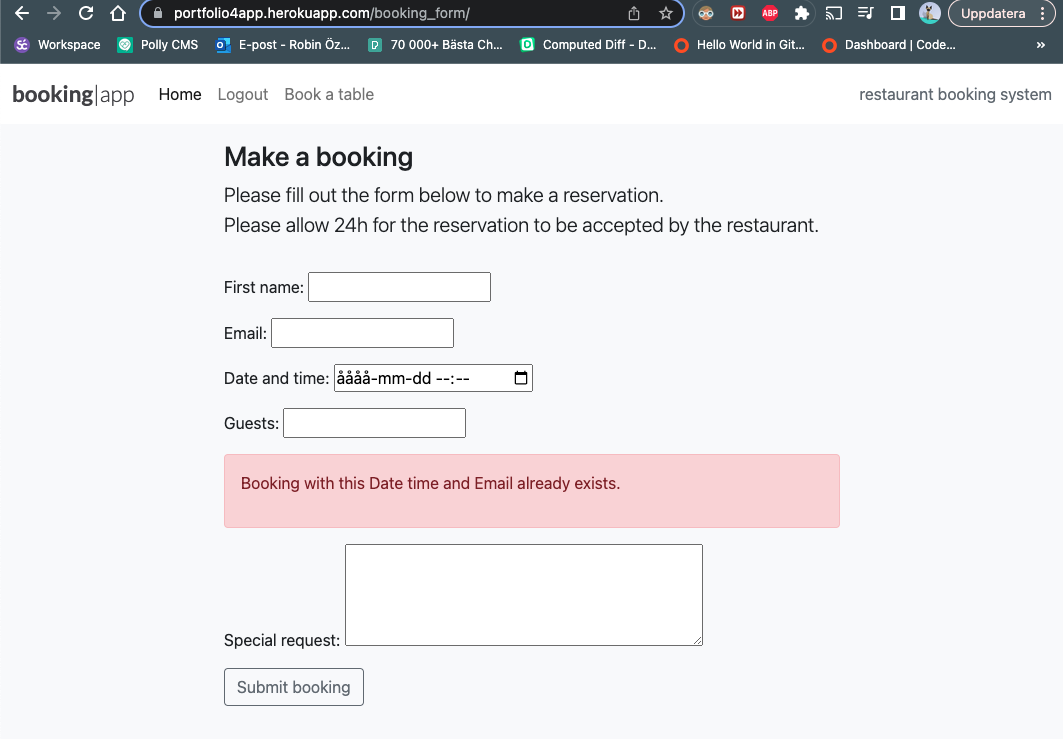 portfolio4app.herokuapp.com/booking_form/
ABP
Uppdatera
Sc Workspace Polly CMS E-post - Robin Öz... 70 000+ Bästa Ch... Computed Diff - D... Hello World in Git... Dashboard | Code... »
booking|app Home Logout Book a table restaurant booking system
Make a booking
Please fill out the form below to make a reservation.
Please allow 24h for the reservation to be accepted by the restaurant.
First name:
Email:
Date and time: åååå-mm-dd --:--
Guests:
Booking with this Date time and Email already exists.
Special request:
Submit booking